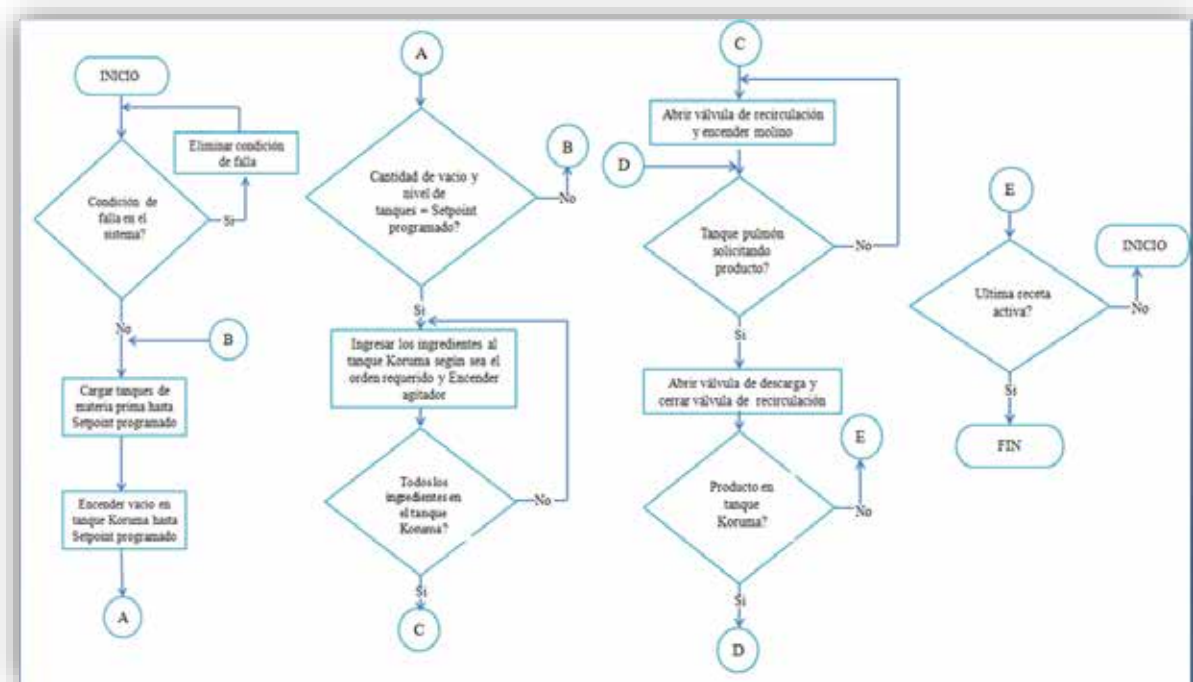 INICIO
Eliminar condición
de falla
Condición de
falla en el
sistema?
Si
No
B
Cargar tanques de
materia prima hasta
Setpoint programado
Encender vacio en
tanque Koruma hasta
Setpoint programado
A
A
Cantidad de vacio y
nivel de
tanques = Setpoint
programado?
B
No
Si
Ingresar los ingredientes al
tanque Koruma según sea el
orden requerido y Encender
agitador
Todos los
ingredientes en
el tanque
Koruma?
No
Si
C
C
Abrir válvula de recirculación
y encender molino
D
Tanque pulmón
solicitando
producto?
No
Si
Abrir válvula de descarga y
cerrar válvula de recirculación
E
Producto en
tanque
Koruma?
No
Si
D
E
INICIO
Ultima receta
activa?
No
Si
FIN